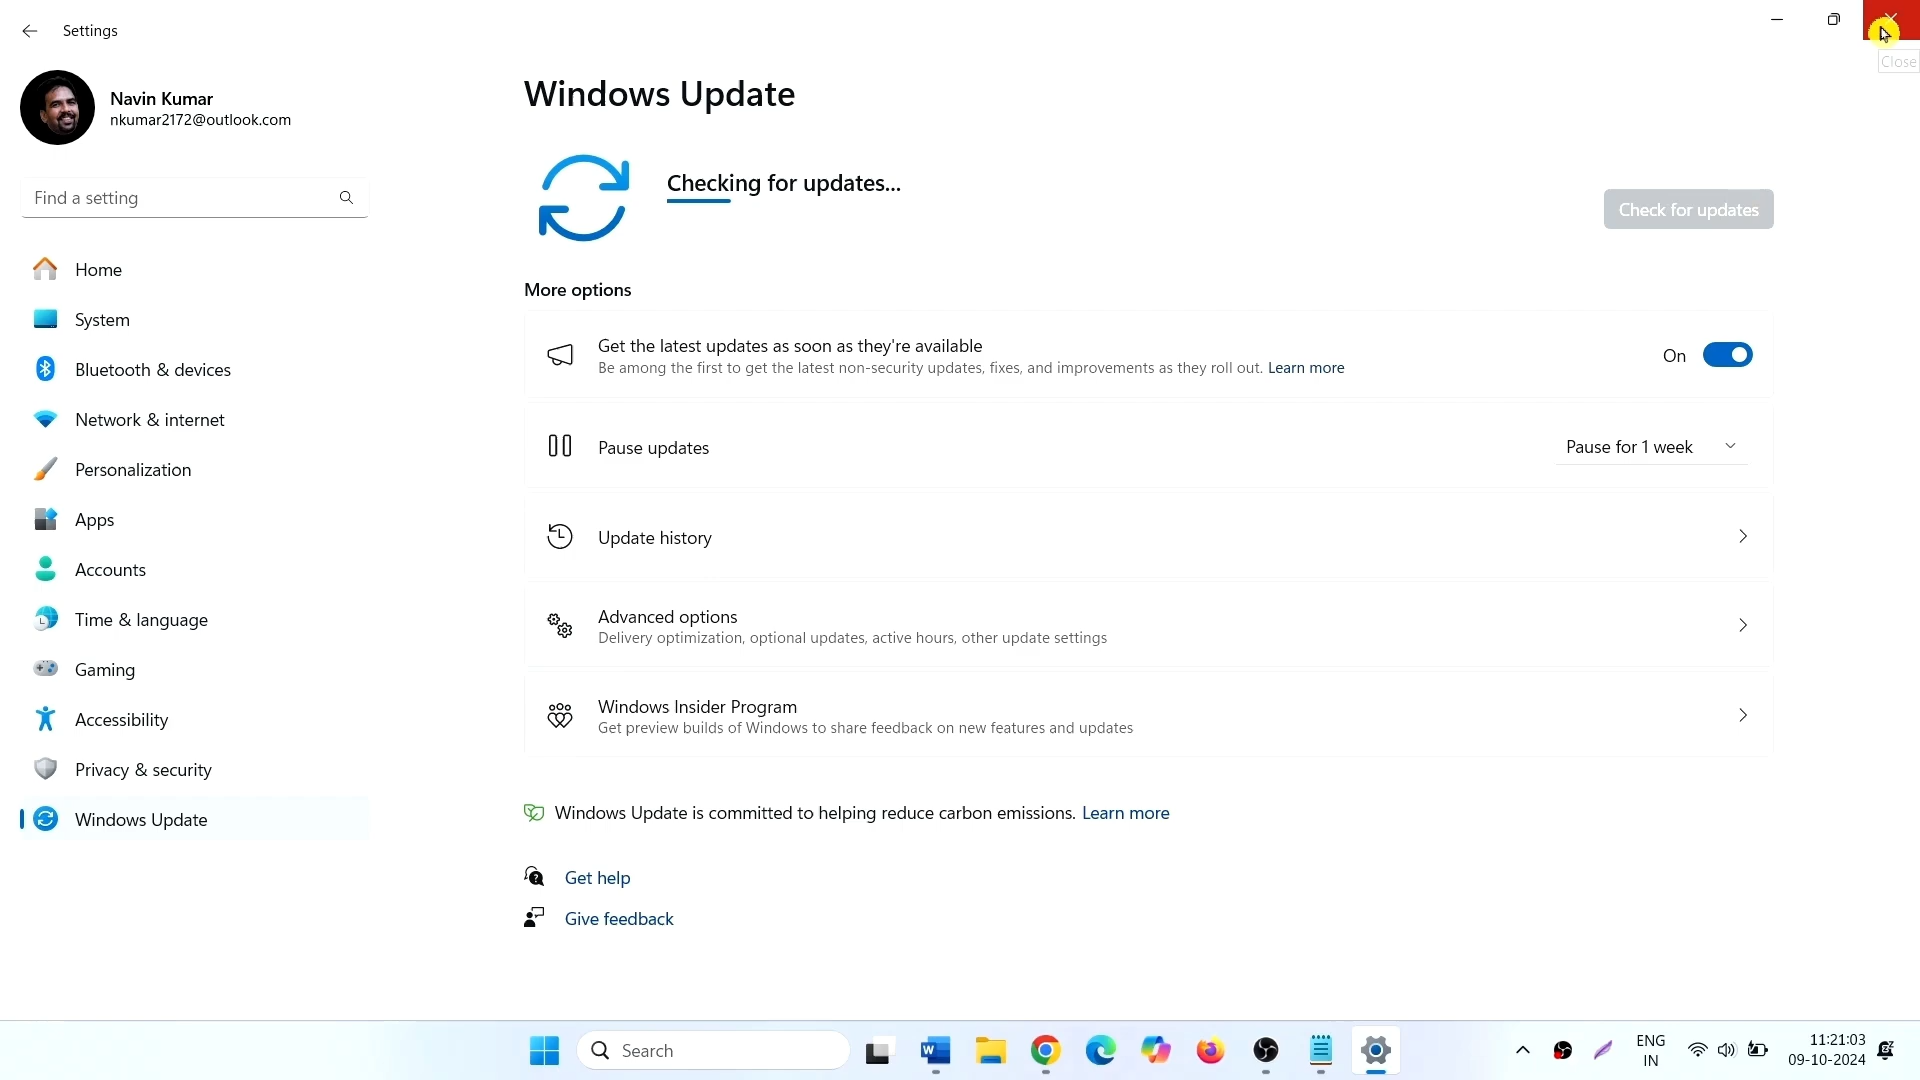 Settings
Close
Navin Kumar
nkumar2172@outlook.com
Find a setting
Home
System
Bluetooth & devices
Network & internet
Personalization
Apps
Accounts
Time & language
Gaming
Accessibility
Privacy & security
Windows Update
Windows Update
Checking for updates...
Check for updates
More options
Get the latest updates as soon as they're available
Be among the first to get the latest non-security updates, fixes, and improvements as they roll out. Learn more
On
Pause updates
Pause for 1 week
Update history
Advanced options
Delivery optimization, optional updates, active hours, other update settings
Windows Insider Program
Get preview builds of Windows to share feedback on new features and updates
Windows Update is committed to helping reduce carbon emissions. Learn more
Get help
Give feedback
Search
ENG
IN
11:21:03
09-10-2024